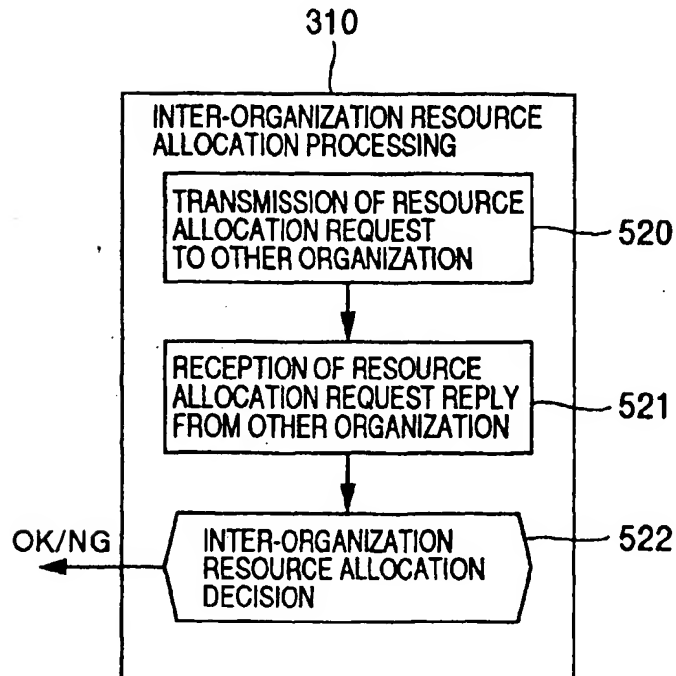 310
INTER-ORGANIZATION RESOURCE
ALLOCATION PROCESSING
TRANSMISSION OF RESOURCE
ALLOCATION REQUEST
TO OTHER ORGANIZATION
520
RECEPTION OF RESOURCE
ALLOCATION REQUEST REPLY
FROM OTHER ORGANIZATION
521
OK/NG
INTER-ORGANIZATION
RESOURCE ALLOCATION
DECISION
522